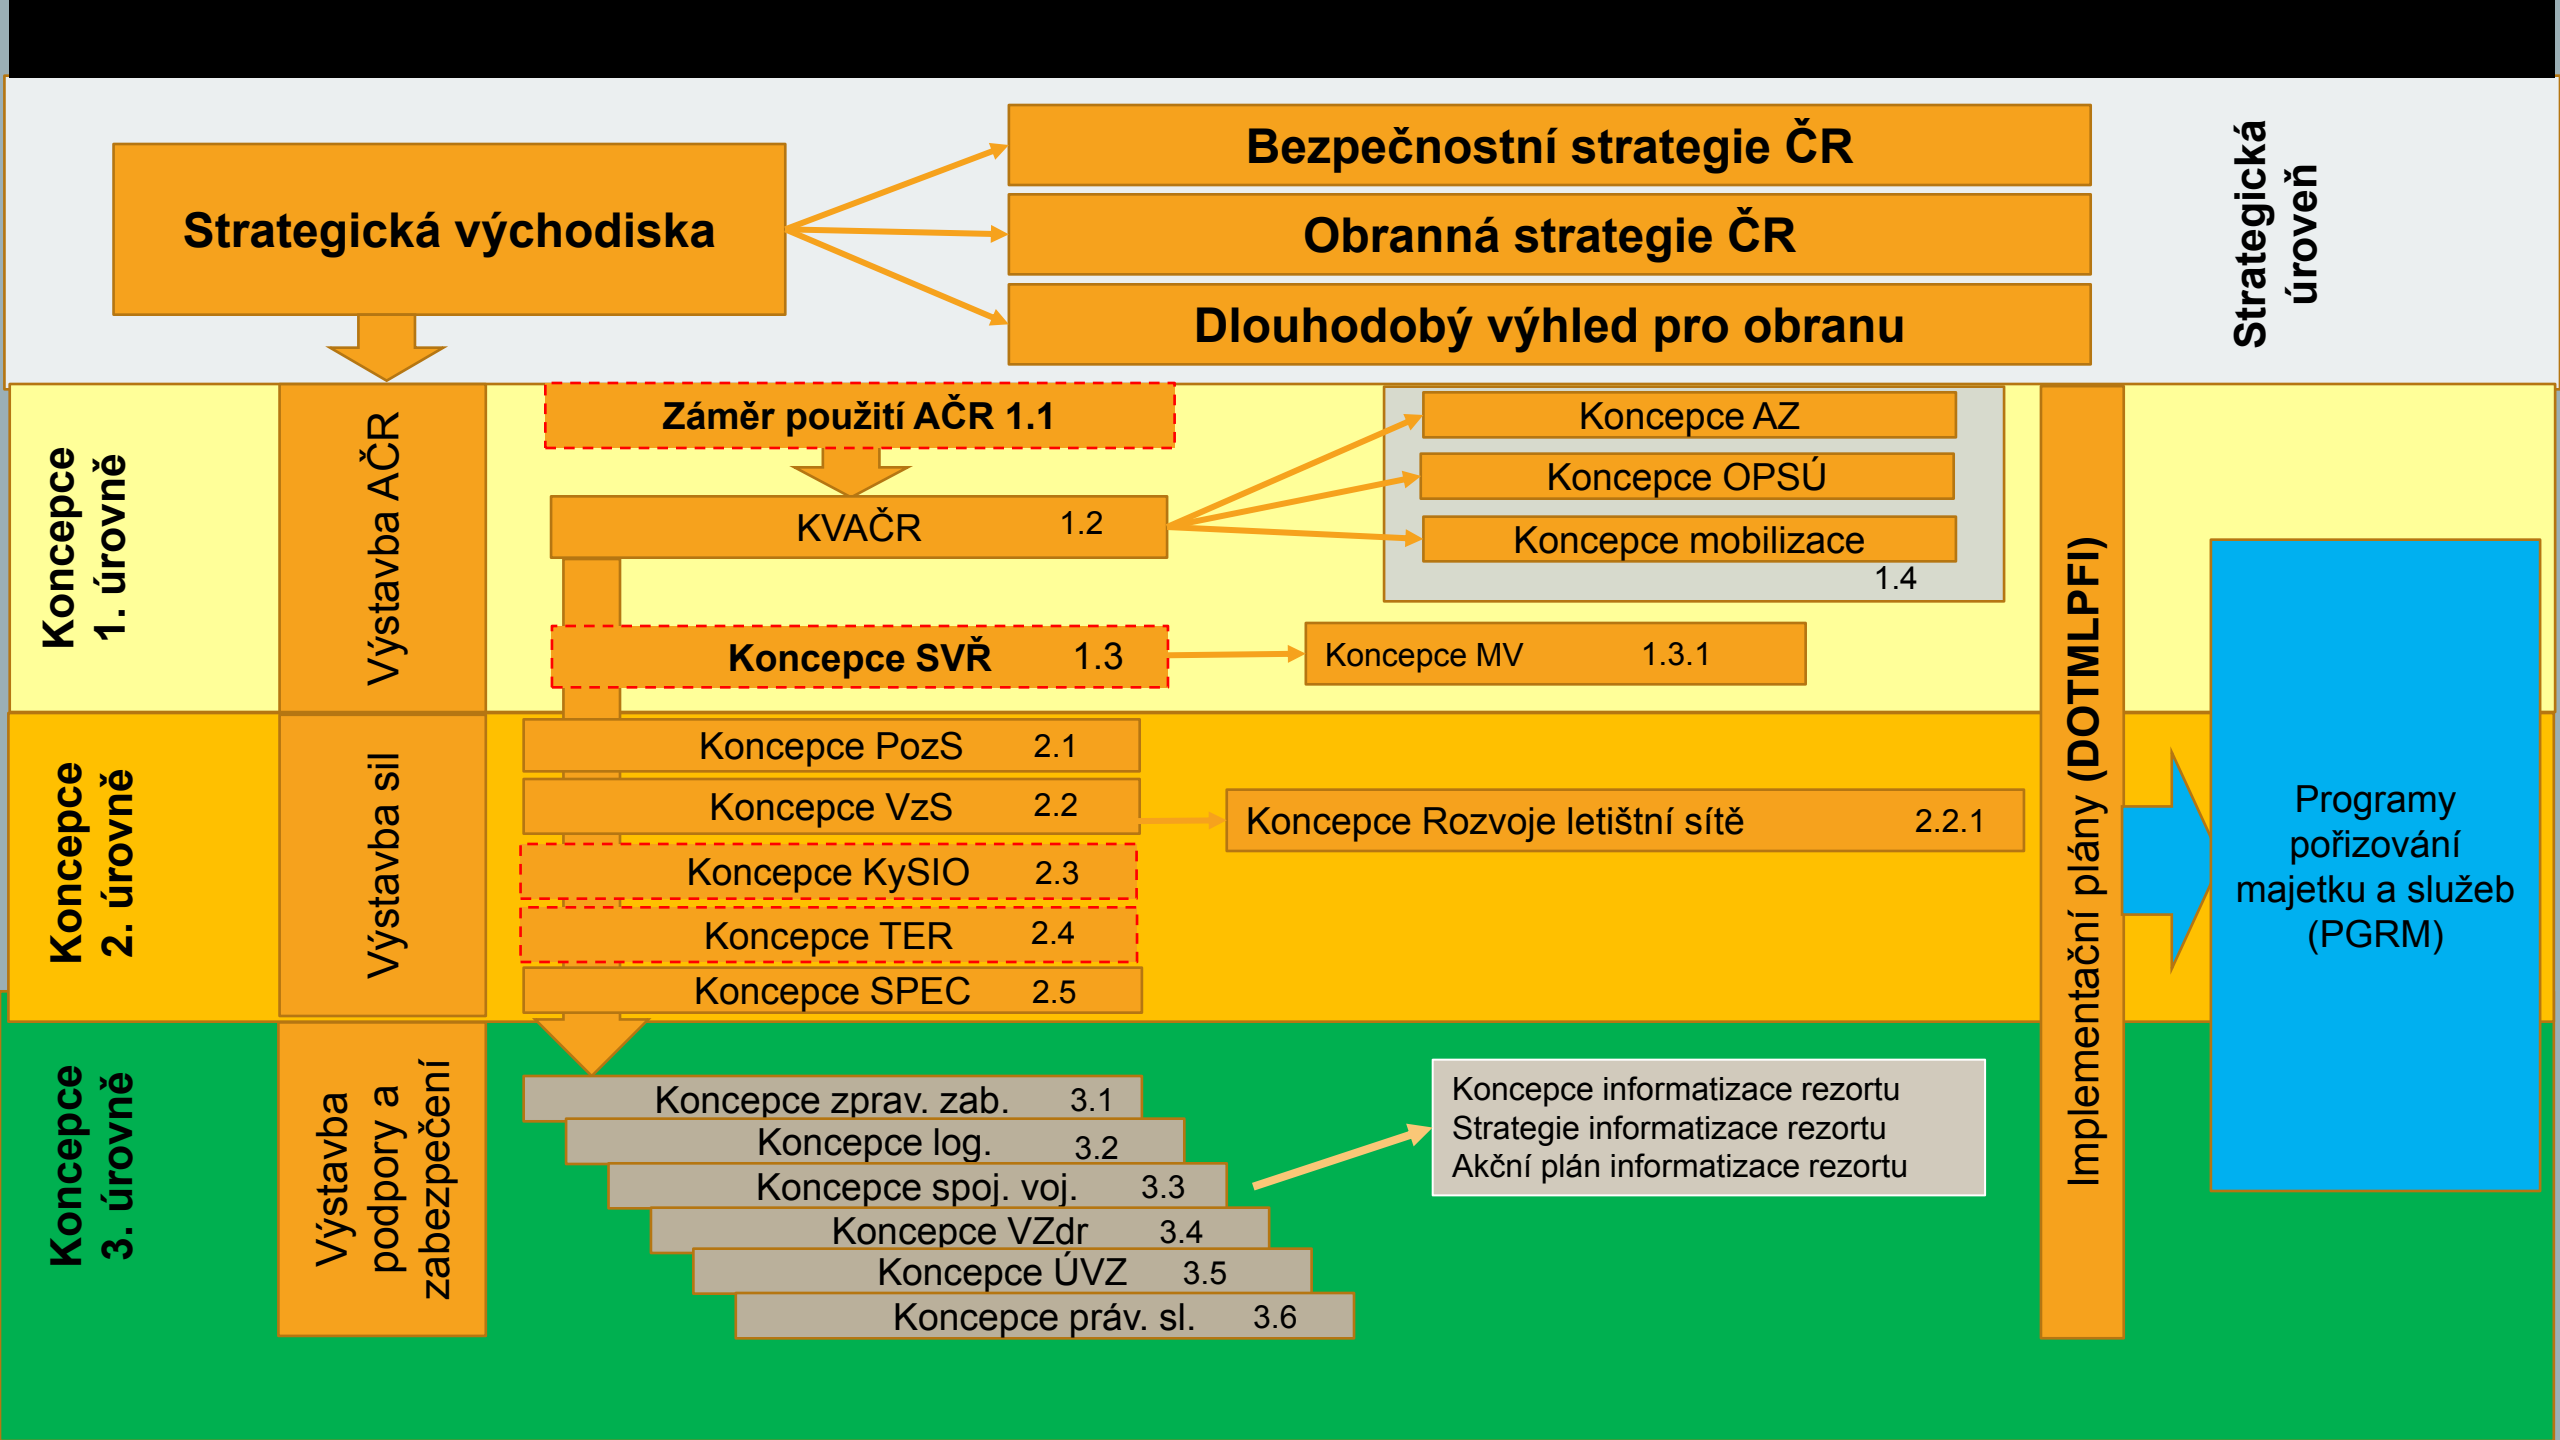 Bezpečnostní strategie ČR
Strategická východiska
Obranná strategie ČR
Dlouhodobý výhled pro obranu
Strategická
úroveň
Koncepce
1. úrovně
Výstavba AČR
Záměr použití AČR 1.1
KVAČR 1.2
Koncepce AZ
Koncepce OPSÚ
Koncepce mobilizace
1.4
Koncepce SVŘ 1.3
Koncepce MV 1.3.1
Koncepce
2. úrovně
Výstavba sil
Koncepce PozS 2.1
Koncepce VzS 2.2
Koncepce Rozvoje letištní sítě 2.2.1
Koncepce KySIO 2.3
Koncepce TER 2.4
Koncepce SPEC 2.5
Koncepce
3. úrovně
Výstavba
podpory a
zabezpečení
Koncepce zprav. zab. 3.1
Koncepce log. 3.2
Koncepce spoj. voj. 3.3
Koncepce VZdr 3.4
Koncepce ÚVZ 3.5
Koncepce práv. sl. 3.6
Koncepce informatizace rezortu
Strategie informatizace rezortu
Akční plán informatizace rezortu
Implementační plány (DOTMLPFI)
Programy
pořizování
majetku a služeb
(PGRM)